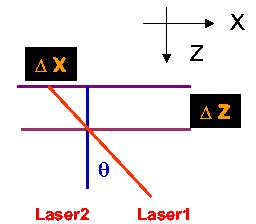 X
Z
Δ X
Δ Z
θ
Laser2 Laser1